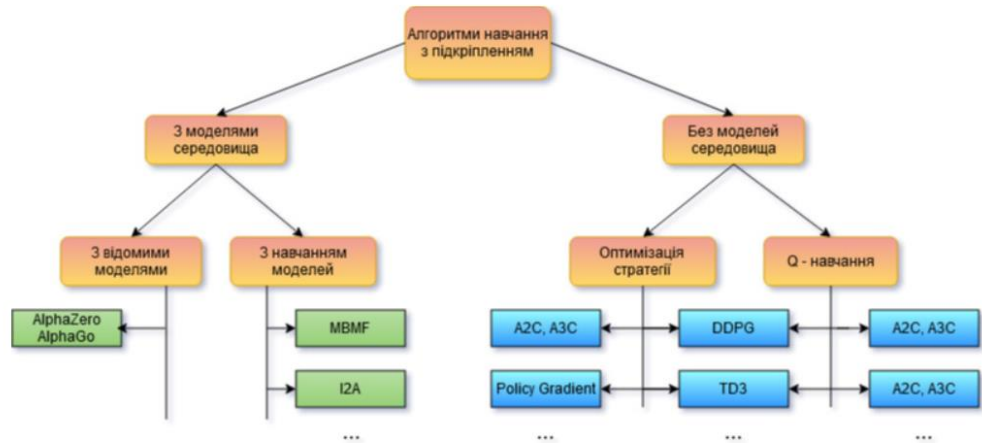 Алгоритми навчання
з підкріпленням
З моделями
середовища
Без моделей
середовища
З відомими
моделями
З навчанням
моделей
Оптимізація
стратегії
Q - навчання
AlphaZero
AlphaGo
MBMF
A2C, A3C
DDPG
A2C, A3C
I2A
Policy Gradient
TD3
A2C, A3C
...
...
...
...